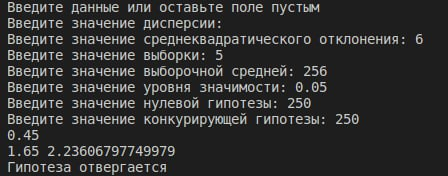 Введите данные или оставьте поле пустым
Введите значение дисперсии:
Введите значение среднеквадратического отклонения: 6
Введите значение выборки: 5
Введите значение выборочной средней: 256
Введите значение уровня значимости: 0.05
Введите значение нулевой гипотезы: 250
Введите значение конкурирующей гипотезы: 250
0.45
1.65 2.23606797749979
Гипотеза отвергается